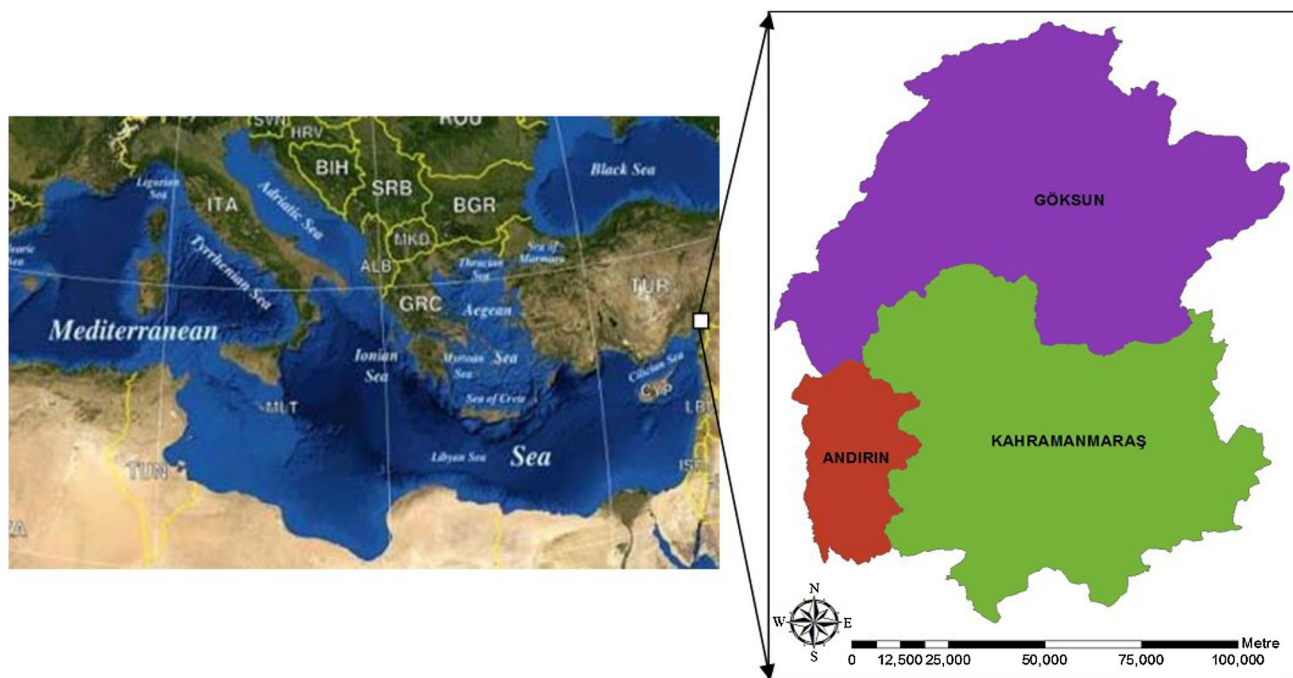 SVN
HRV
ROU
BIH
SRB
BGR
Black Sea
Ligurian
Sea
ITA
Adriatic Sea
MKD
ALB
Sea of
Marmara
Thracian
Sea
TUR
Tyrrhenian Sea
GRC
Aegean
Sea
Mediterranean
Ionian
Sea
Myrtoan
Sea
Cilician Sea
CYP
Sea of Crete
MLT
LB
Libyan Sea
Sea
TUN
GÖKSUN
KAHRAMANMARAŞ
ANDIRIN
N
W E
S
Metre
0 12,500 25,000 50,000 75,000 100,000